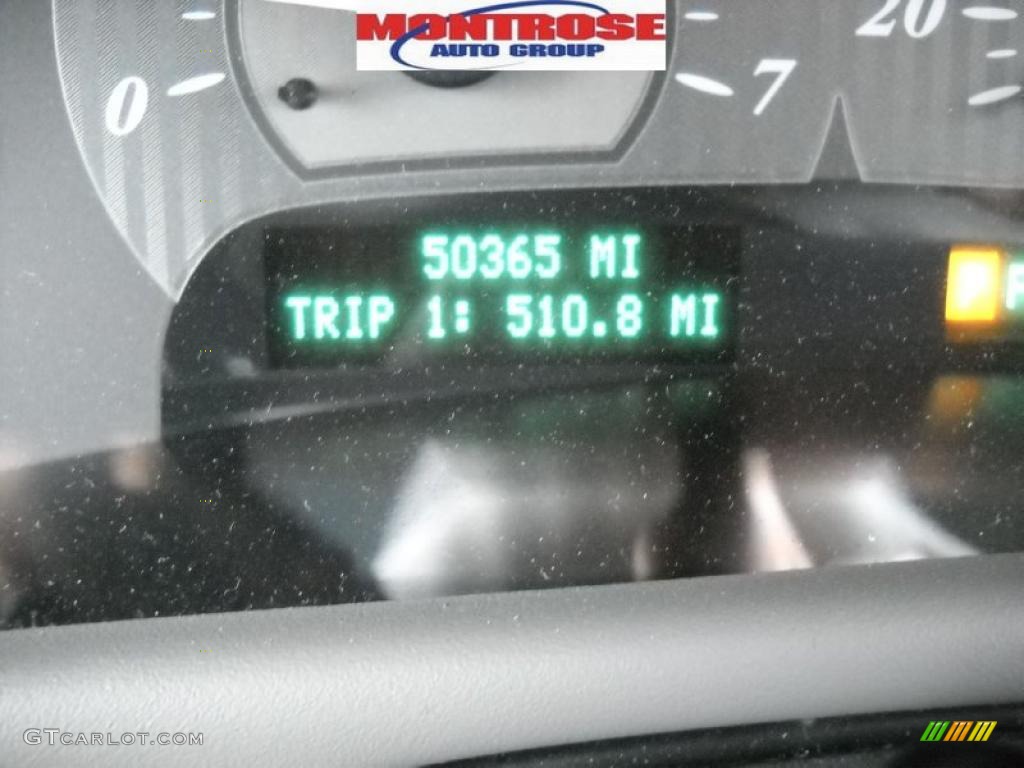 MONTROSE
AUTO GROUP
0
7
20
50365 MI
TRIP 1: 510.8 MI
P
GTCARLOT.COM